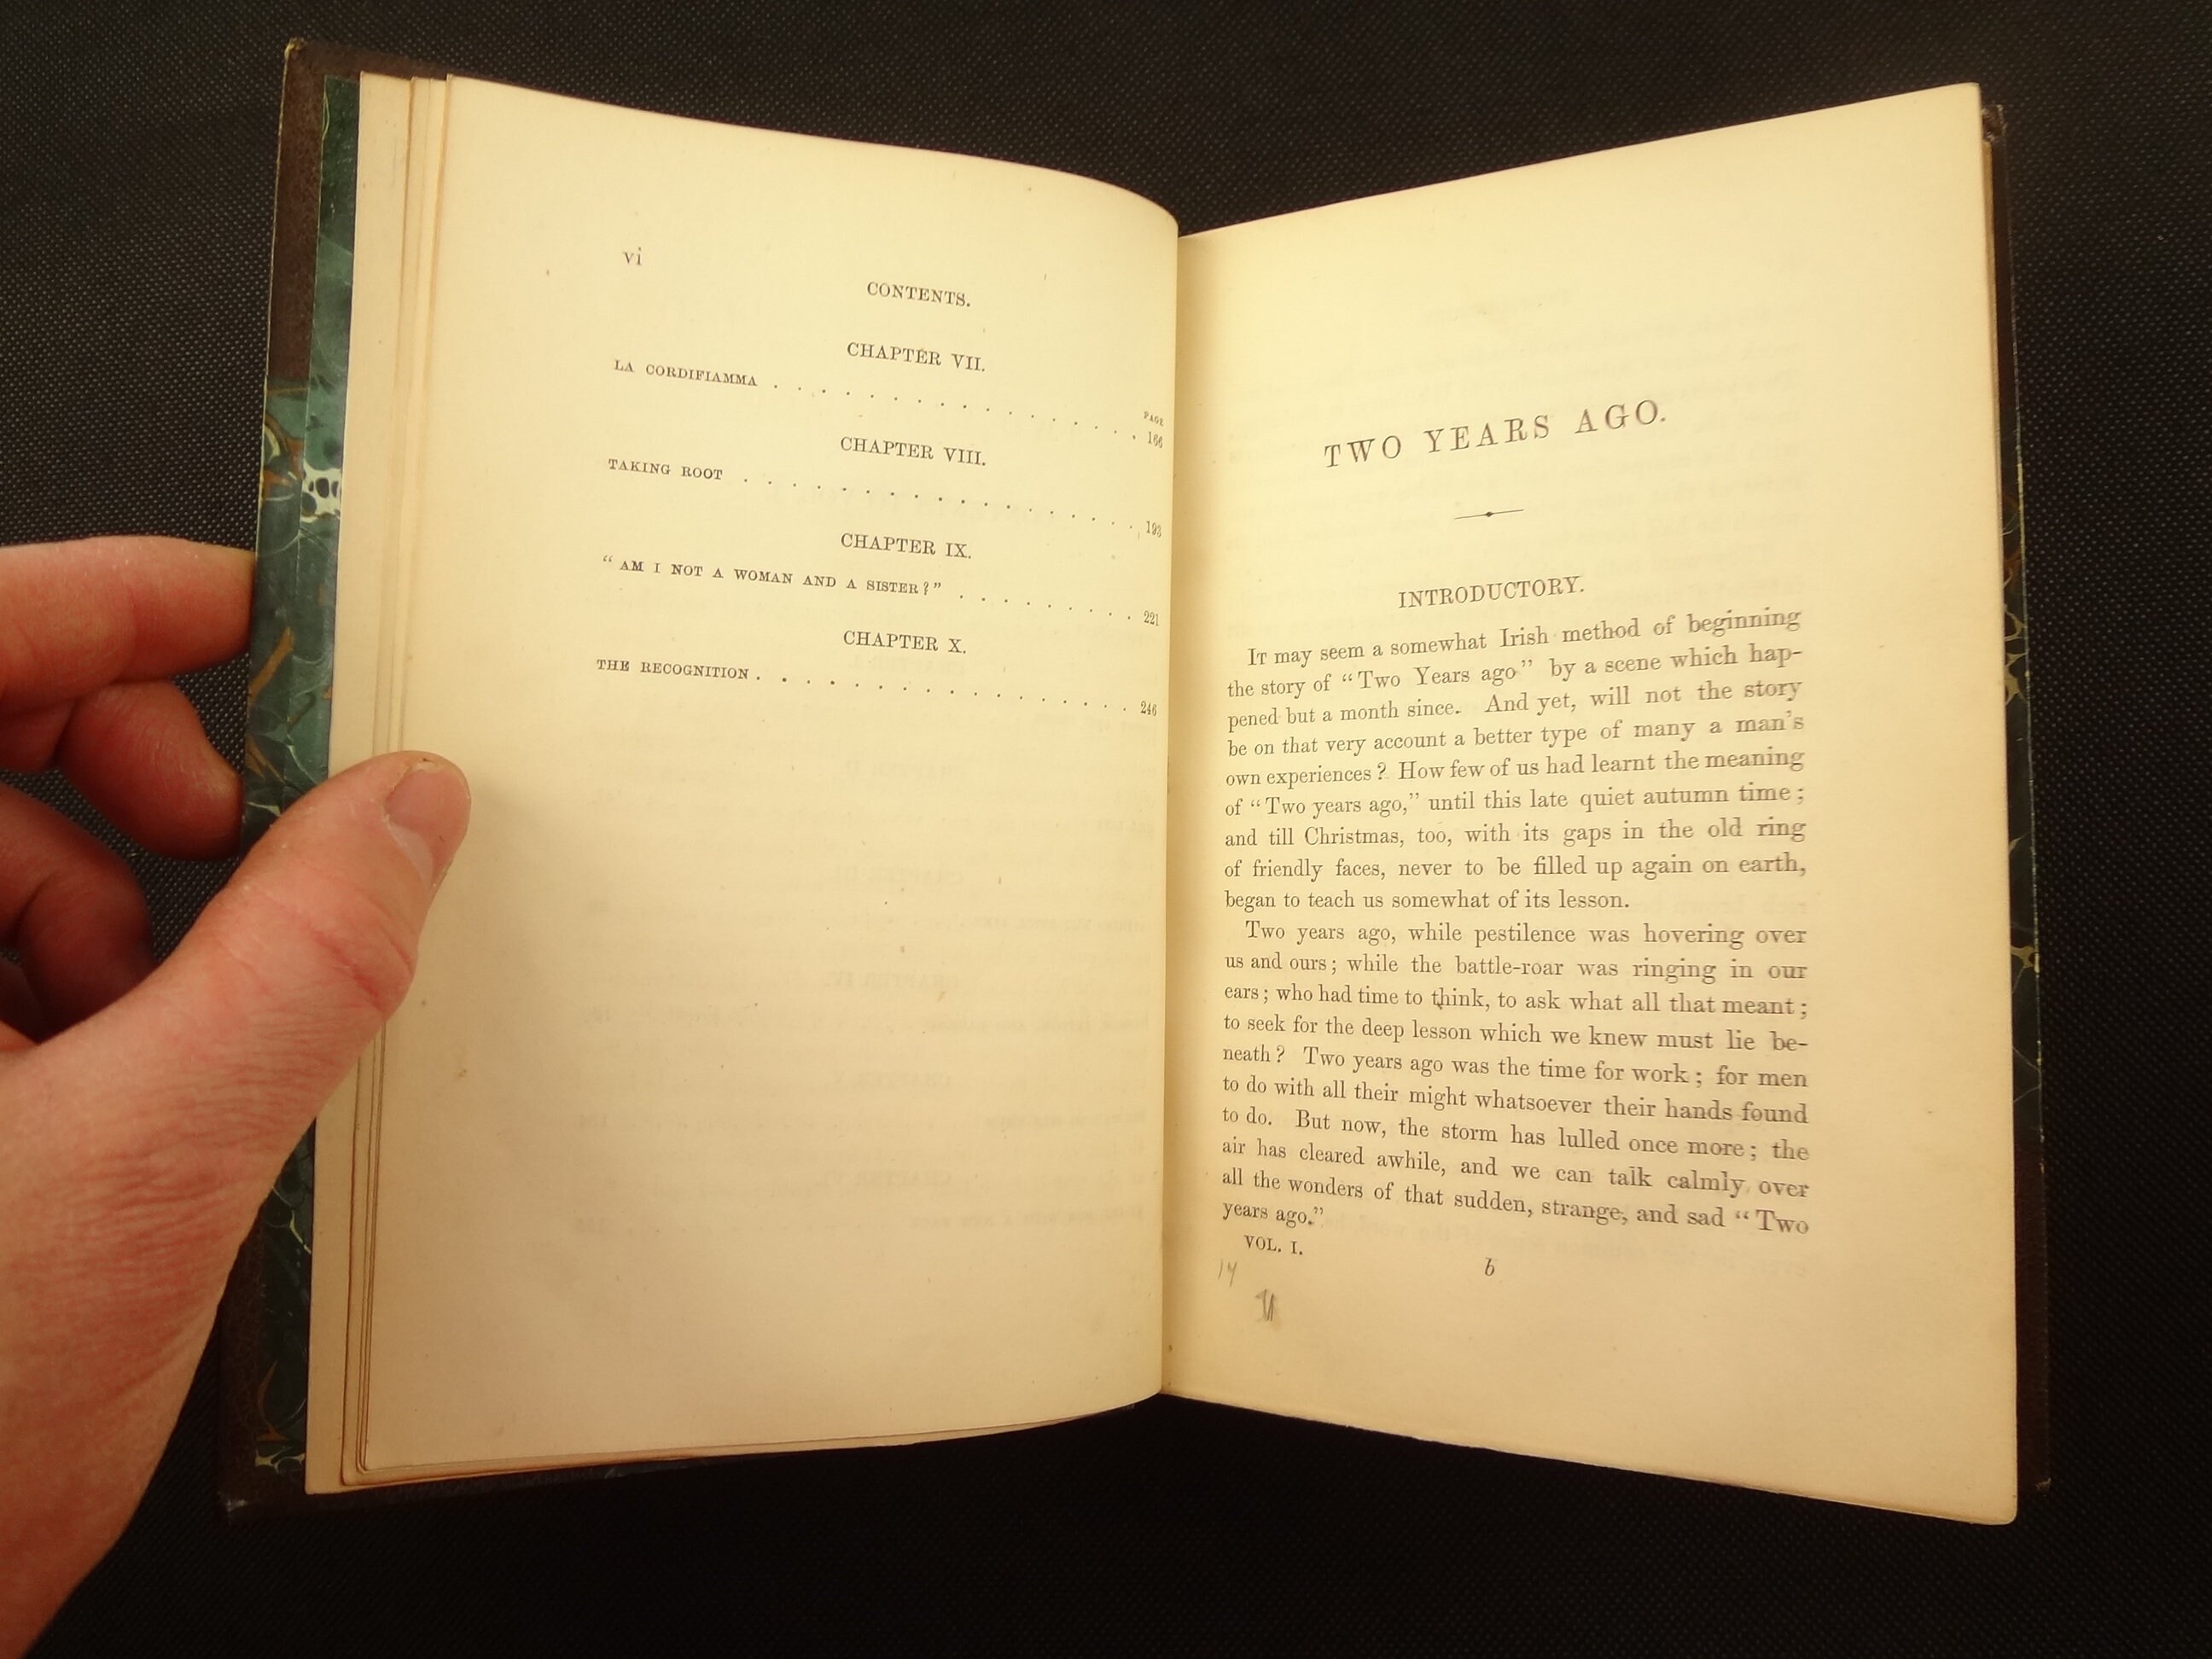 vi
CONTENTS.
CHAPTER VII.
PAGE
LA CORDIFIAMMA . . . . . . . . . . . . . . . . 166
CHAPTER VIII.
TAKING ROOT . . . . . . . . . . . . . . . . . 193
CHAPTER IX.
“AM I NOT A WOMAN AND A SISTER?” . . . . . . . . 221
CHAPTER X.
THE RECOGNITION . . . . . . . . . . . . . . . . 246
TWO YEARS AGO.
INTRODUCTORY.
IT may seem a somewhat Irish method of beginning
the story of “Two Years ago” by a scene which hap-
pened but a month since. And yet, will not the story
be on that very account a better type of many a man’s
own experiences? How few of us had learnt the meaning
of “Two years ago,” until this late quiet autumn time;
and till Christmas, too, with its gaps in the old ring
of friendly faces, never to be filled up again on earth,
began to teach us somewhat of its lesson.
Two years ago, while pestilence was hovering over
us and ours; while the battle-roar was ringing in our
ears; who had time to think, to ask what all that meant;
to seek for the deep lesson which we knew must lie be-
neath? Two years ago was the time for work; for men
to do with all their might whatsoever their hands found
to do. But now, the storm has lulled once more; the
air has cleared awhile, and we can talk calmly over
all the wonders of that sudden, strange, and sad “Two
years ago.”
VOL. I.
b